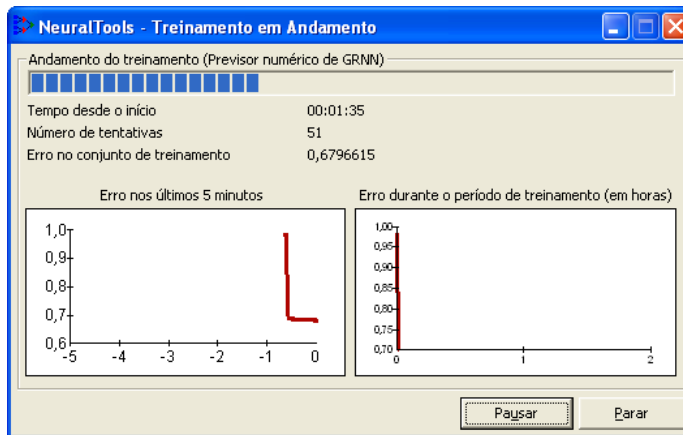 NeuralTools - Treinamento em Andamento
Andamento do treinamento (Previsor numérico de GRNN)
Tempo desde o início 00:01:35
Número de tentativas 51
Erro no conjunto de treinamento 0,6796615
Erro nos últimos 5 minutos
1,0
0,9
0,8
0,7
0,6
-5 -4 -3 -2 -1 0
Erro durante o período de treinamento (em horas)
1,00
0,95
0,90
0,85
0,80
0,75
0,70
0 1 2
Pausar Parar